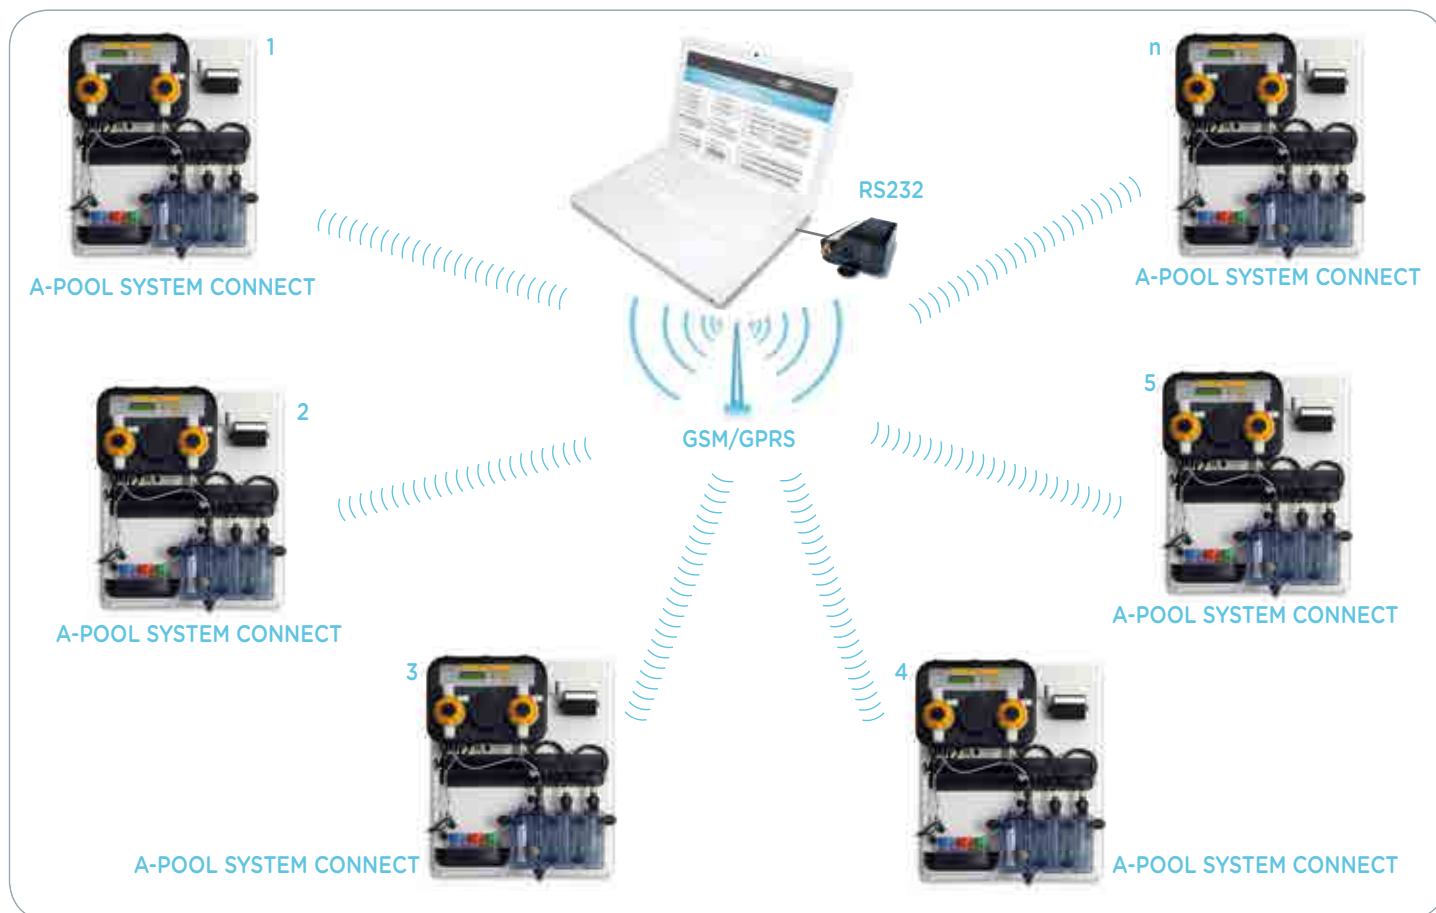 1
n
RS232
A-POOL SYSTEM CONNECT
A-POOL SYSTEM CONNECT
2
5
GSM/GPRS
A-POOL SYSTEM CONNECT
A-POOL SYSTEM CONNECT
3
4
A-POOL SYSTEM CONNECT
A-POOL SYSTEM CONNECT